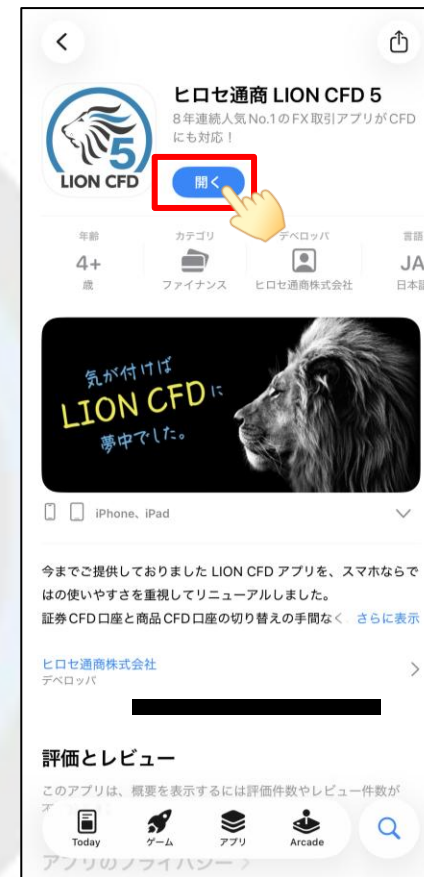 ヒロセ通商 LION CFD 5
8年連続人気No.1のFX取引アプリがCFD
にも対応！
5
LION CFD
開く
年齢
カテゴリ
デベロッパ
言語
4+
JA
歳
ファイナンス
ヒロセ通商株式会社
日本語
気が付けば
LION CFDに
夢中でした。
iPhone、iPad
今までご提供しておりました LION CFD アプリを、スマホならで
はの使いやすさを重視してリニューアルしました。
証券CFD口座と商品CFD口座の切り替えの手間なく
さらに表示
ヒロセ通商株式会社
デベロッパ
評価とレビュー
このアプリは、概要を表示するには評価件数やレビュー件数が
Today
ゲーム
アプリ
Arcade
アプリのプライバシー